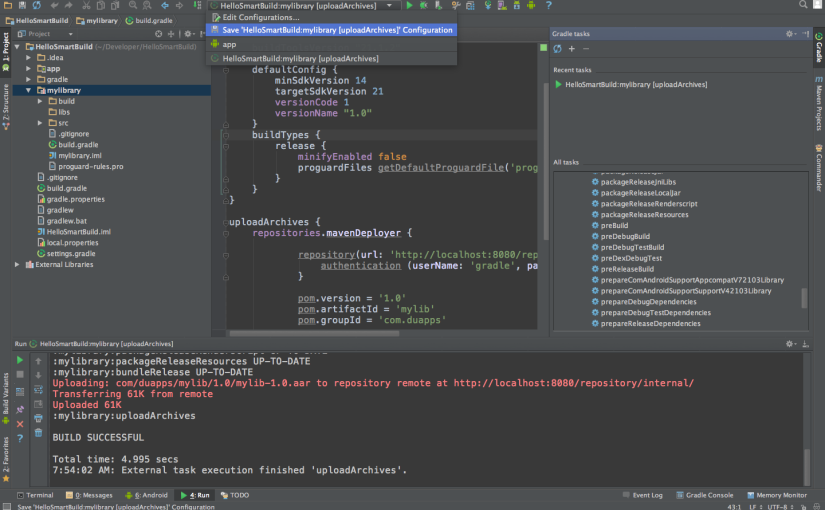 HelloSmartBuild:mylibrary [uploadArchives]
HelloSmartBuild
mylibrary
build.gradle
Edit Configurations...
Save 'HelloSmartBuild:mylibrary [uploadArchives]' Configuration
app
HelloSmartBuild:mylibrary [uploadArchives]
Project
HelloSmartBuild (~/Developer/HelloSmartBuild)
.idea
app
gradle
mylibrary
build
libs
src
.gitignore
build.gradle
mylibrary.iml
proguard-rules.pro
.gitignore
build.gradle
gradle.properties
gradlew
gradlew.bat
HelloSmartBuild.iml
local.properties
settings.gradle
External Libraries
Project
Z: Structure
Build Variants
2: Favorites
defaultConfig {
minSdkVersion 14
targetSdkVersion 21
versionCode 1
versionName "1.0"
}
buildTypes {
release {
minifyEnabled false
proguardFiles getDefaultProguardFile('prog
}
}
}
uploadArchives {
repositories.mavenDeployer {
repository(url: 'http://localhost:8080/rep
authentication (userName: 'gradle', pa
}
pom.version = '1.0'
pom.artifactId = 'mylib'
pom.groupId = 'com.duapps'
Gradle tasks
Recent tasks
HelloSmartBuild:mylibrary [uploadArchives]
All tasks
packageReleaseJniLibs
packageReleaseLocalJar
packageReleaseRenderscript
packageReleaseResources
preBuild
preDebugBuild
preDebugTestBuild
preDexDebugTest
preReleaseBuild
prepareComAndroidSupportAppcompatV72103Library
prepareComAndroidSupportSupportV42103Library
prepareDebugDependencies
prepareDebugTestDependencies
prepareReleaseDependencies
Gradle
Maven Projects
Commander
Run HelloSmartBuild:mylibrary [uploadArchives]
:mylibrary:packageReleaseResources UP-TO-DATE
:mylibrary:bundleRelease UP-TO-DATE
Uploading: com/duapps/mylib/1.0/mylib-1.0.aar to repository remote at http://localhost:8080/repository/internal/
Transferring 61K from remote
Uploaded 61K
:mylibrary:uploadArchives
BUILD SUCCESSFUL
Total time: 4.995 secs
7:54:02 AM: External task execution finished 'uploadArchives'.
Terminal
0: Messages
6: Android
4: Run
TODO
Event Log
Gradle Console
Memory Monitor
Save 'HelloSmartBuild:mylibrary [uploadArchives]' Configuration
43:1 LF UTF-8